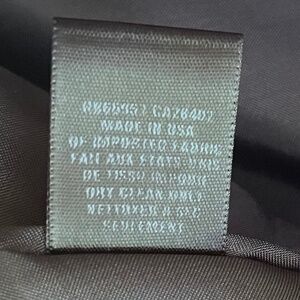 CA26402
MADE IN USA
OF IMPORTED FABRIC
FAIT AUX ETATS-UNIS
DE TISSU IMPORTE
DRY CLEAN ONLY
NETTOYER A SEC
SEULEMENT